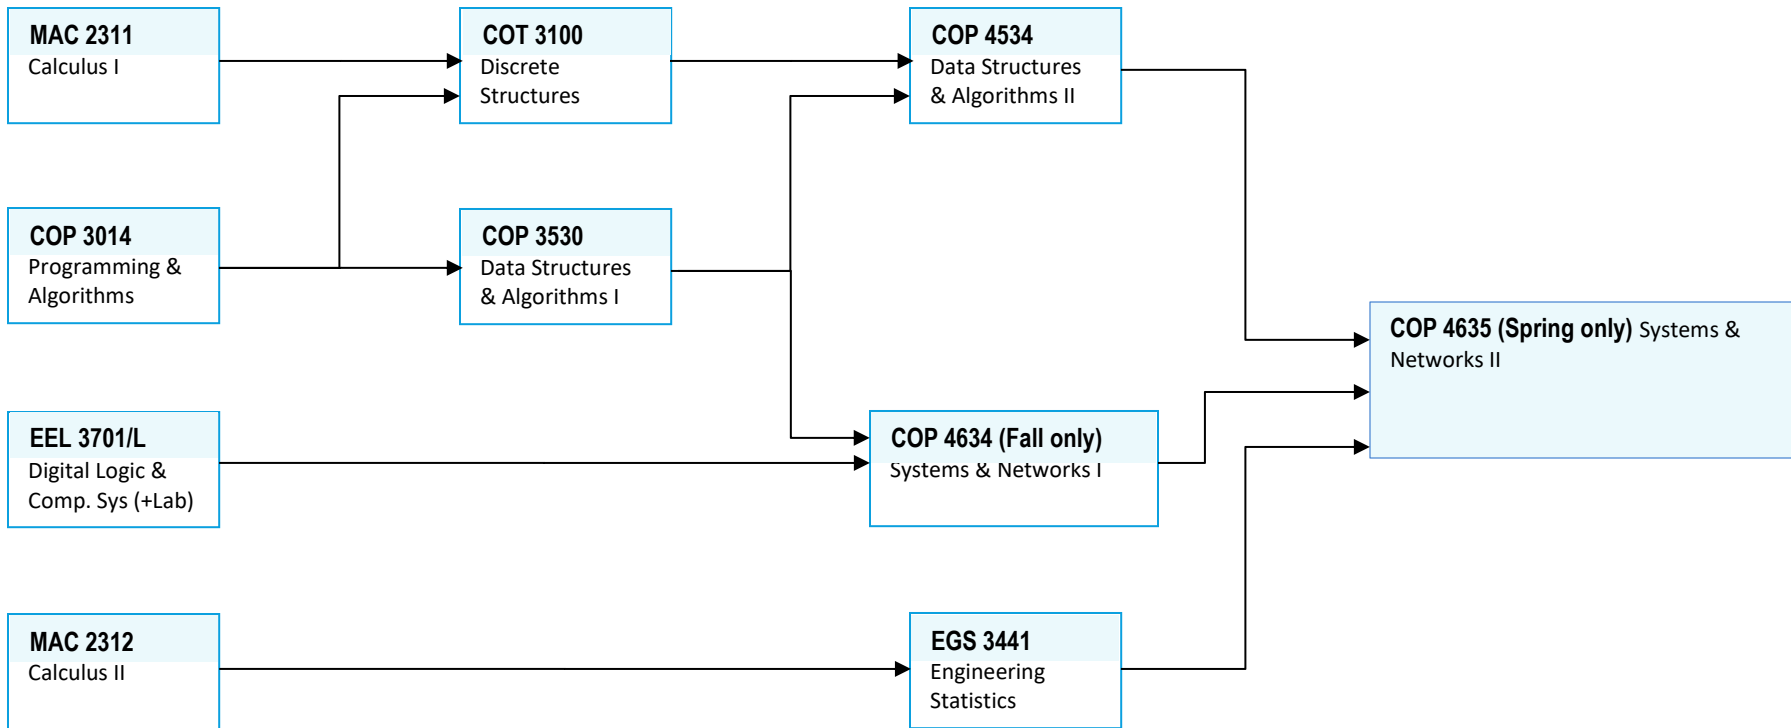 MAC 2311
Calculus I
COT 3100
Discrete
Structures
COP 4534
Data Structures
& Algorithms II
COP 3014
Programming &
Algorithms
COP 3530
Data Structures
& Algorithms I
COP 4635 (Spring only) Systems &
Networks II
EEL 3701/L
Digital Logic &
Comp. Sys (+Lab)
COP 4634 (Fall only)
Systems & Networks I
MAC 2312
Calculus II
EGS 3441
Engineering
Statistics